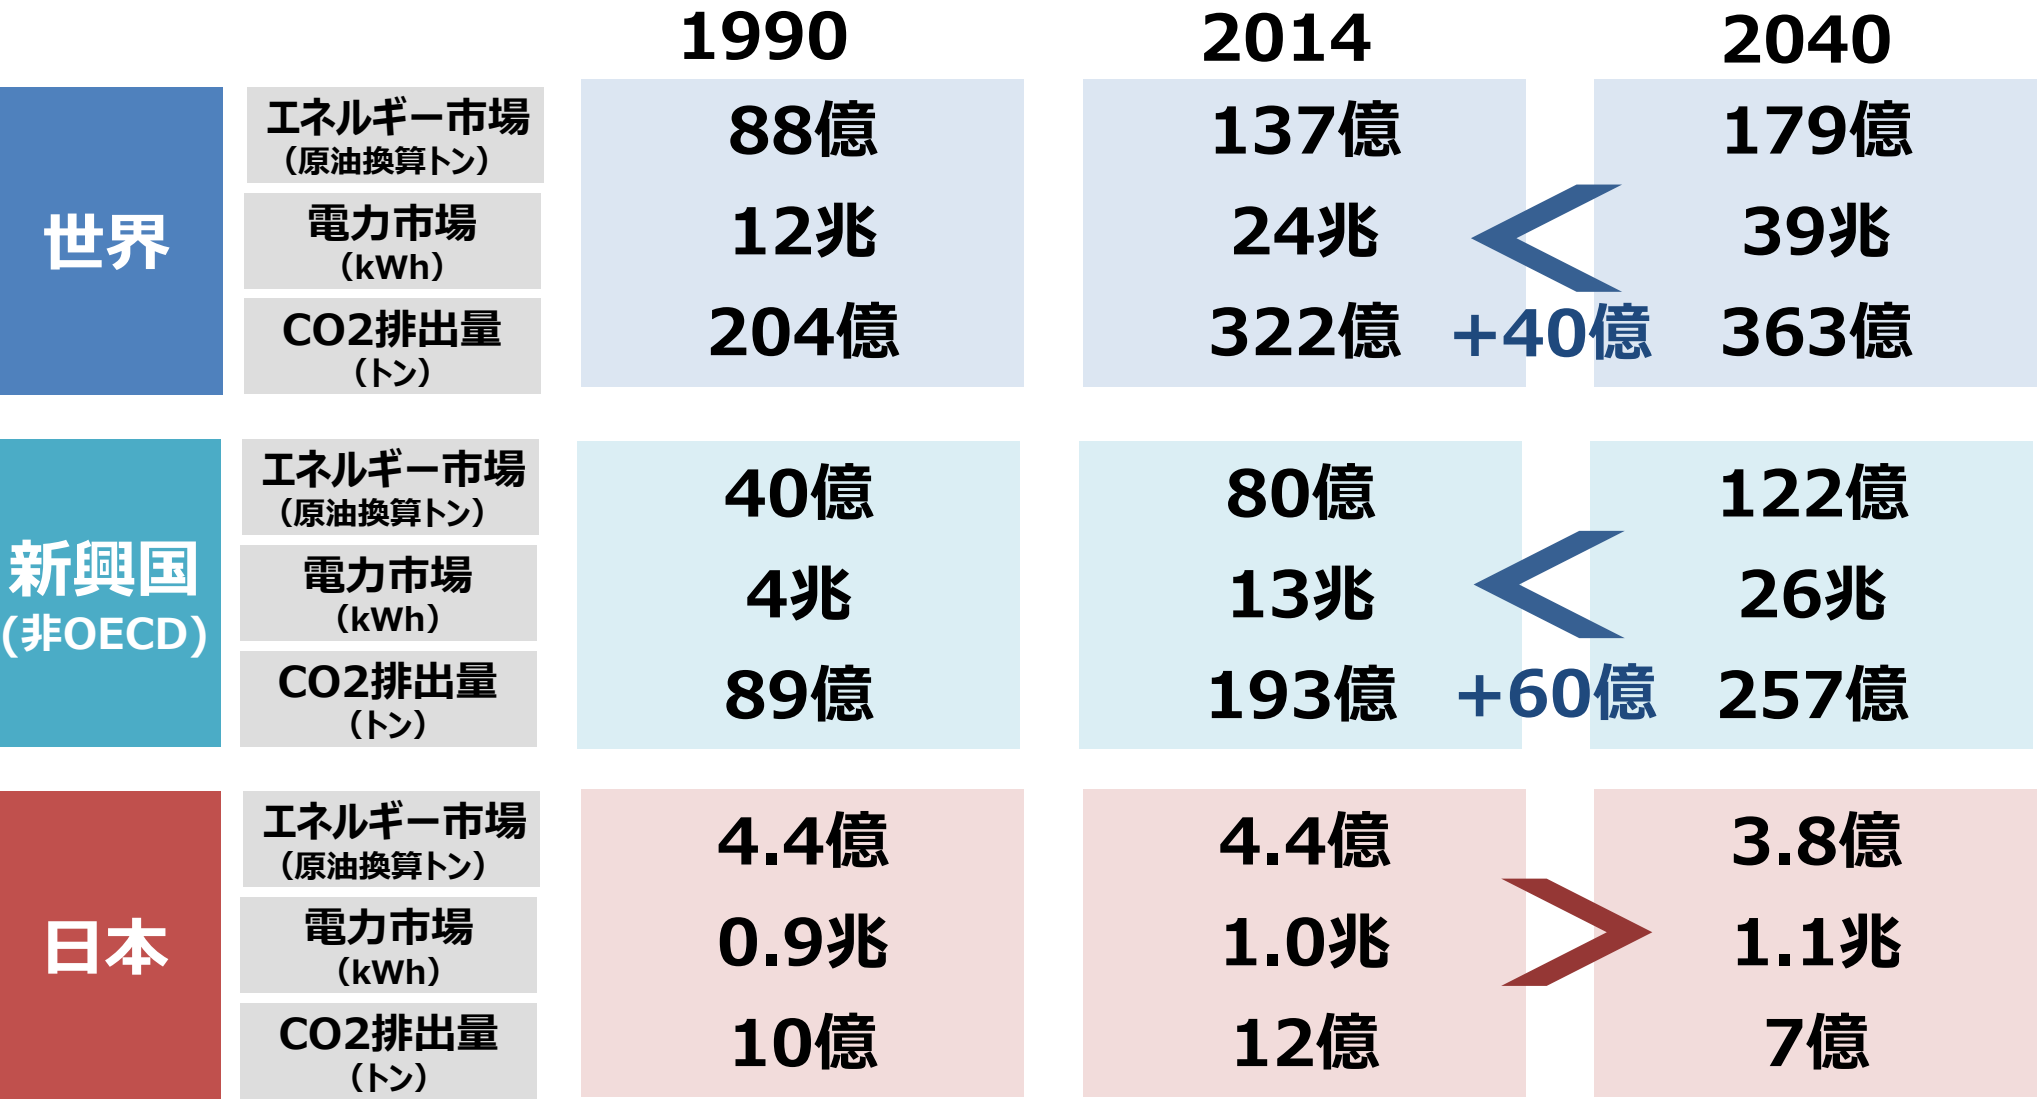 1990 2014 2040
世界
エネルギー市場 88億 137億 179億
（原油換算トン）
電力市場 12兆 24兆 39兆
（kWh）
CO2排出量 204億 322億 +40億 363億
（トン）
新興国
(非OECD)
エネルギー市場 40億 80億 122億
（原油換算トン）
電力市場 4兆 13兆 26兆
（kWh）
CO2排出量 89億 193億 +60億 257億
（トン）
日本
エネルギー市場 4.4億 4.4億 3.8億
（原油換算トン）
電力市場 0.9兆 1.0兆 1.1兆
（kWh）
CO2排出量 10億 12億 7億
（トン）